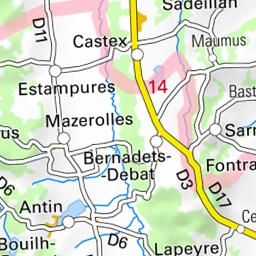 Sadeillan
D11
Castex
Maumus
14
Estampures
Mazerolles
Bernadets-
Debat
Fontra
D6
D3
D17
Antin
Bouilh-
D6
Lapeyre